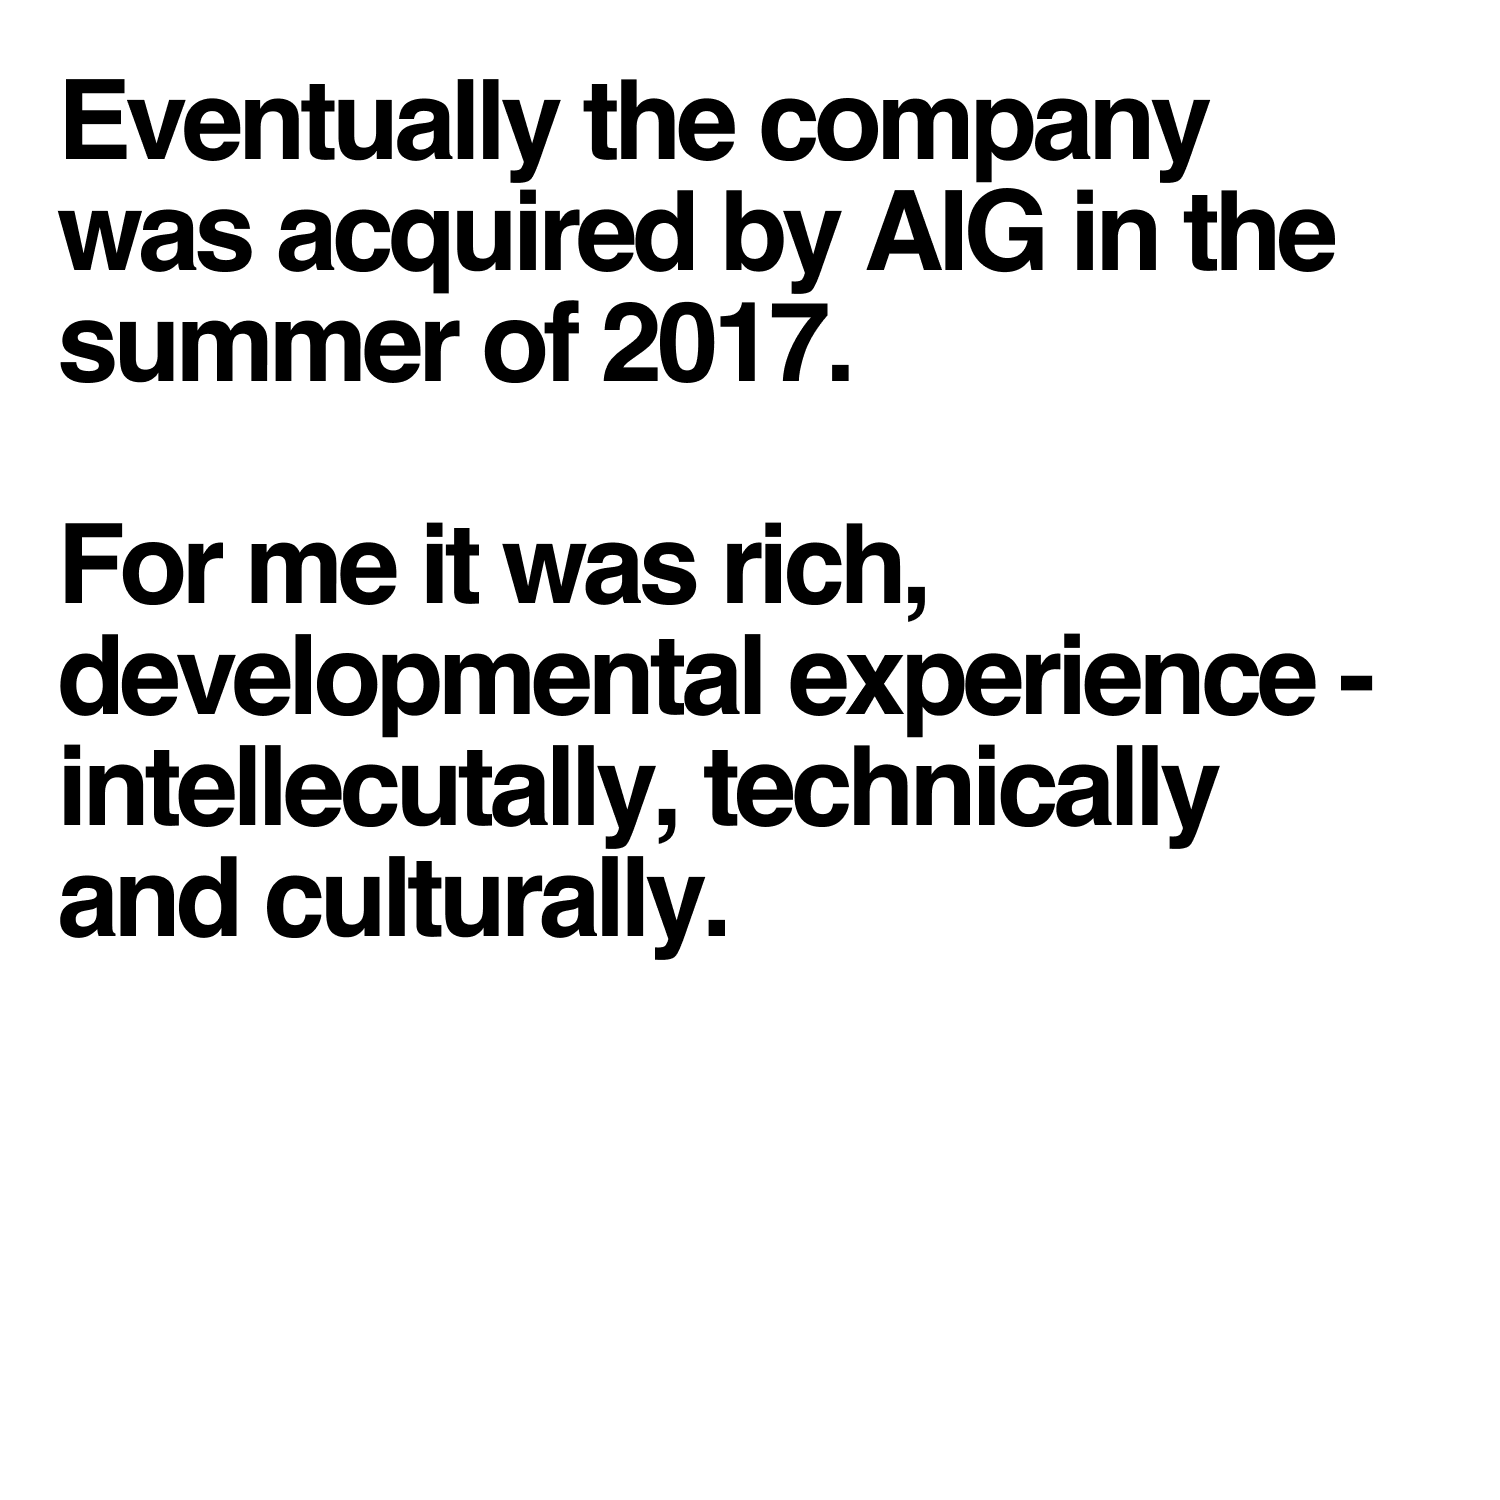 Eventually the company
was acquired by AIG in the
summer of 2017.
For me it was rich,
developmental experience -
intellecutally, technically
and culturally.